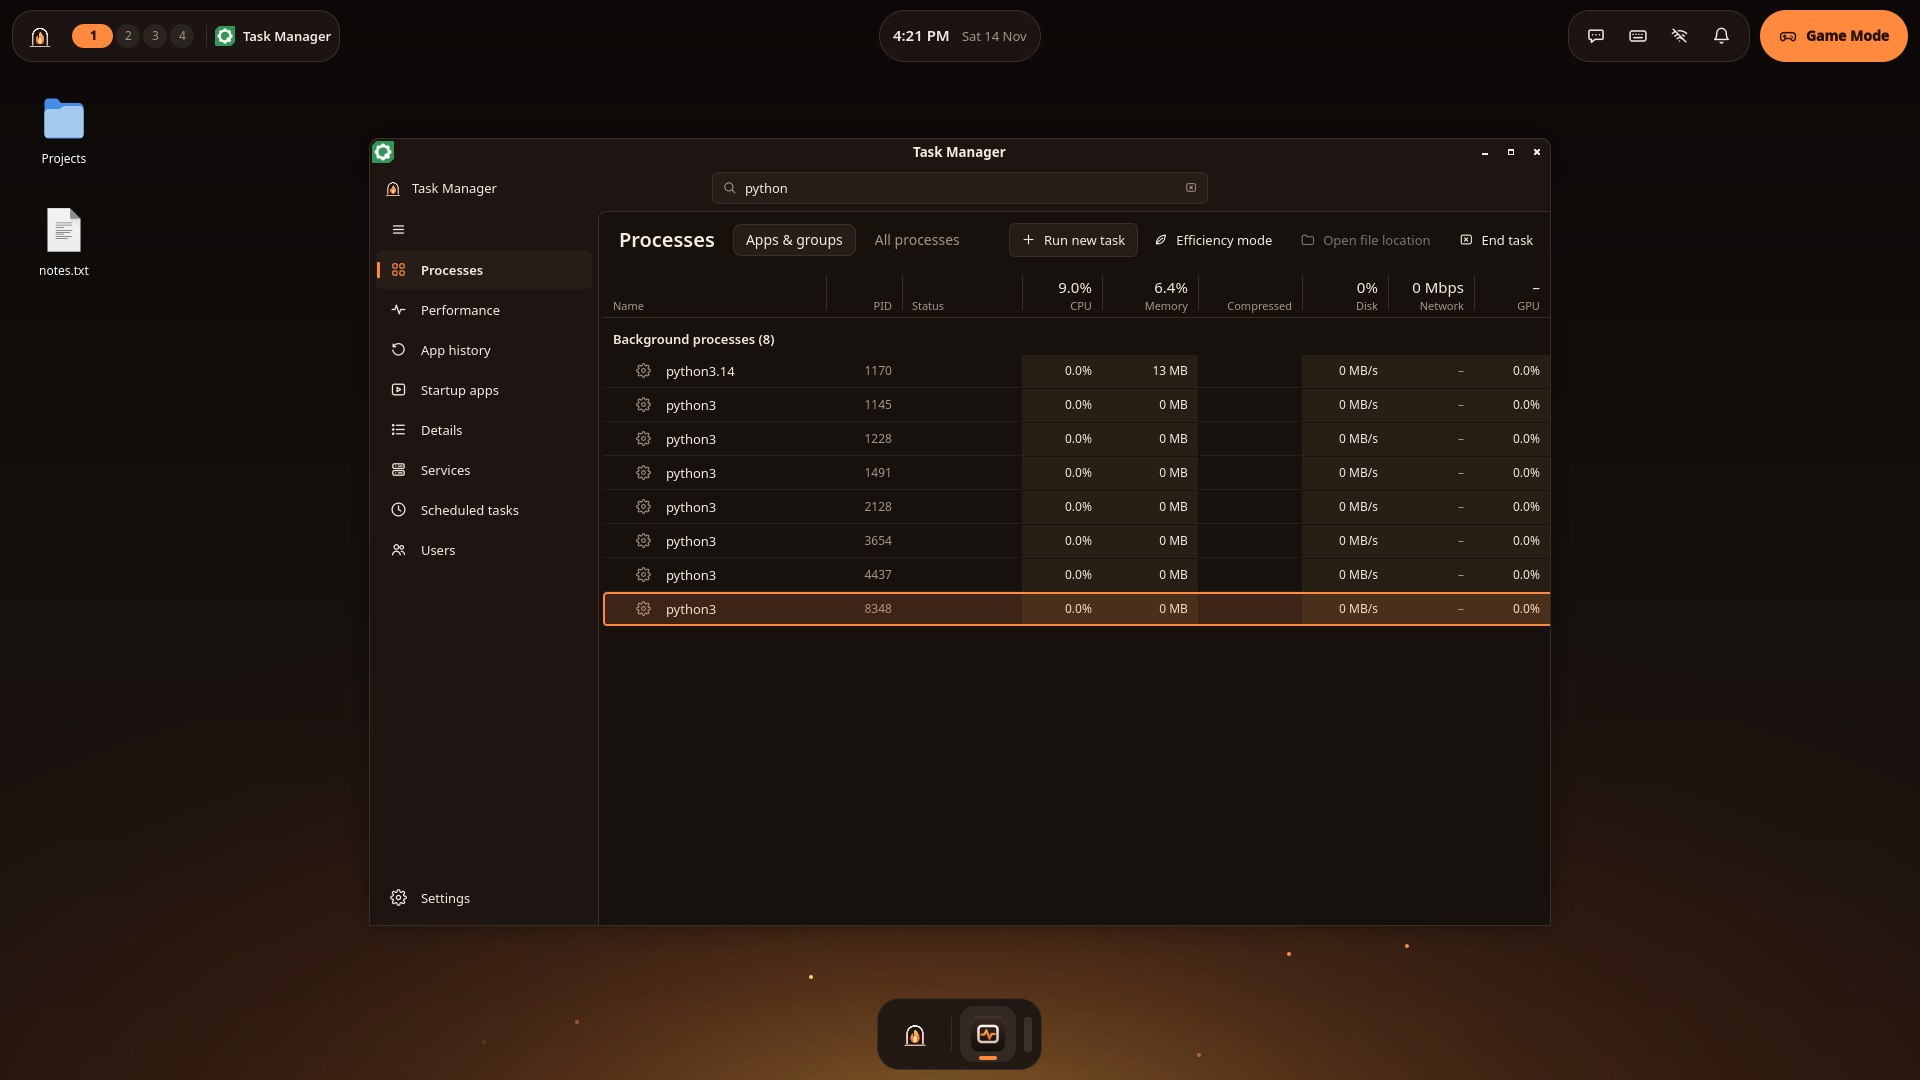 1 2 3 4 Task Manager
4:21 PM Sat 14 Nov
Game Mode
Projects
notes.txt
Task Manager
Task Manager
python
Processes
Performance
App history
Startup apps
Details
Services
Scheduled tasks
Users
Settings
Processes Apps & groups All processes Run new task Efficiency mode Open file location End task
9.0% 6.4% 0% 0 Mbps –
Name PID Status CPU Memory Compressed Disk Network GPU
Background processes (8)
python3.14 1170 0.0% 13 MB 0 MB/s – 0.0%
python3 1145 0.0% 0 MB 0 MB/s – 0.0%
python3 1228 0.0% 0 MB 0 MB/s – 0.0%
python3 1491 0.0% 0 MB 0 MB/s – 0.0%
python3 2128 0.0% 0 MB 0 MB/s – 0.0%
python3 3654 0.0% 0 MB 0 MB/s – 0.0%
python3 4437 0.0% 0 MB 0 MB/s – 0.0%
python3 8348 0.0% 0 MB 0 MB/s – 0.0%